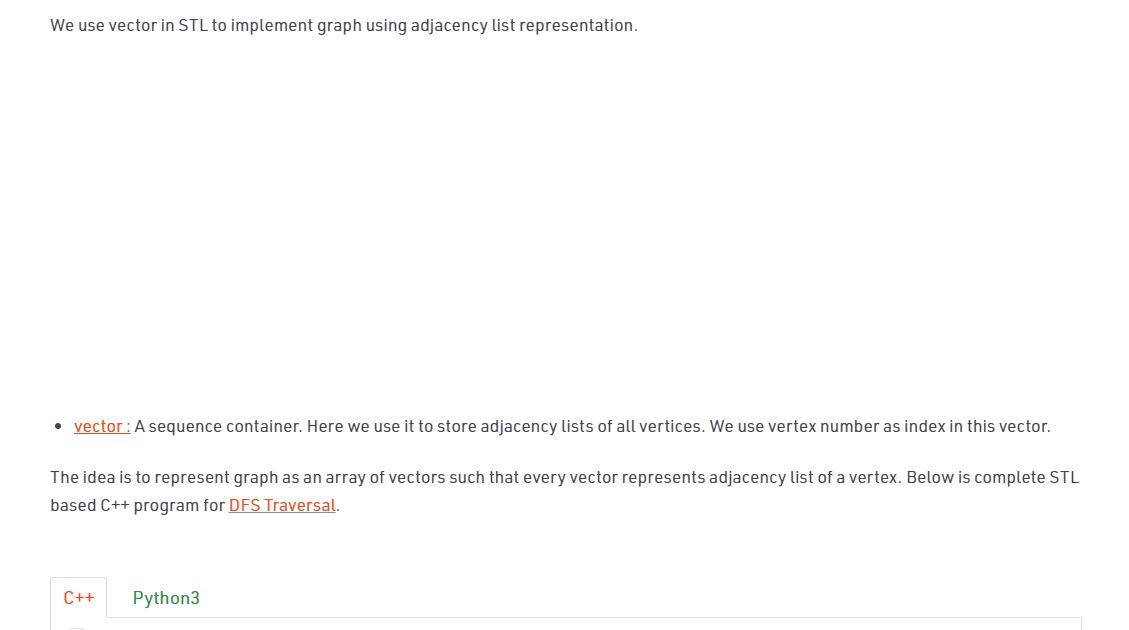 We use vector in STL to implement graph using adjacency list representation.
• vector : A sequence container. Here we use it to store adjacency lists of all vertices. We use vertex number as index in this vector.
The idea is to represent graph as an array of vectors such that every vector represents adjacency list of a vertex. Below is complete STL
based C++ program for DFS Traversal.
C++ Python3